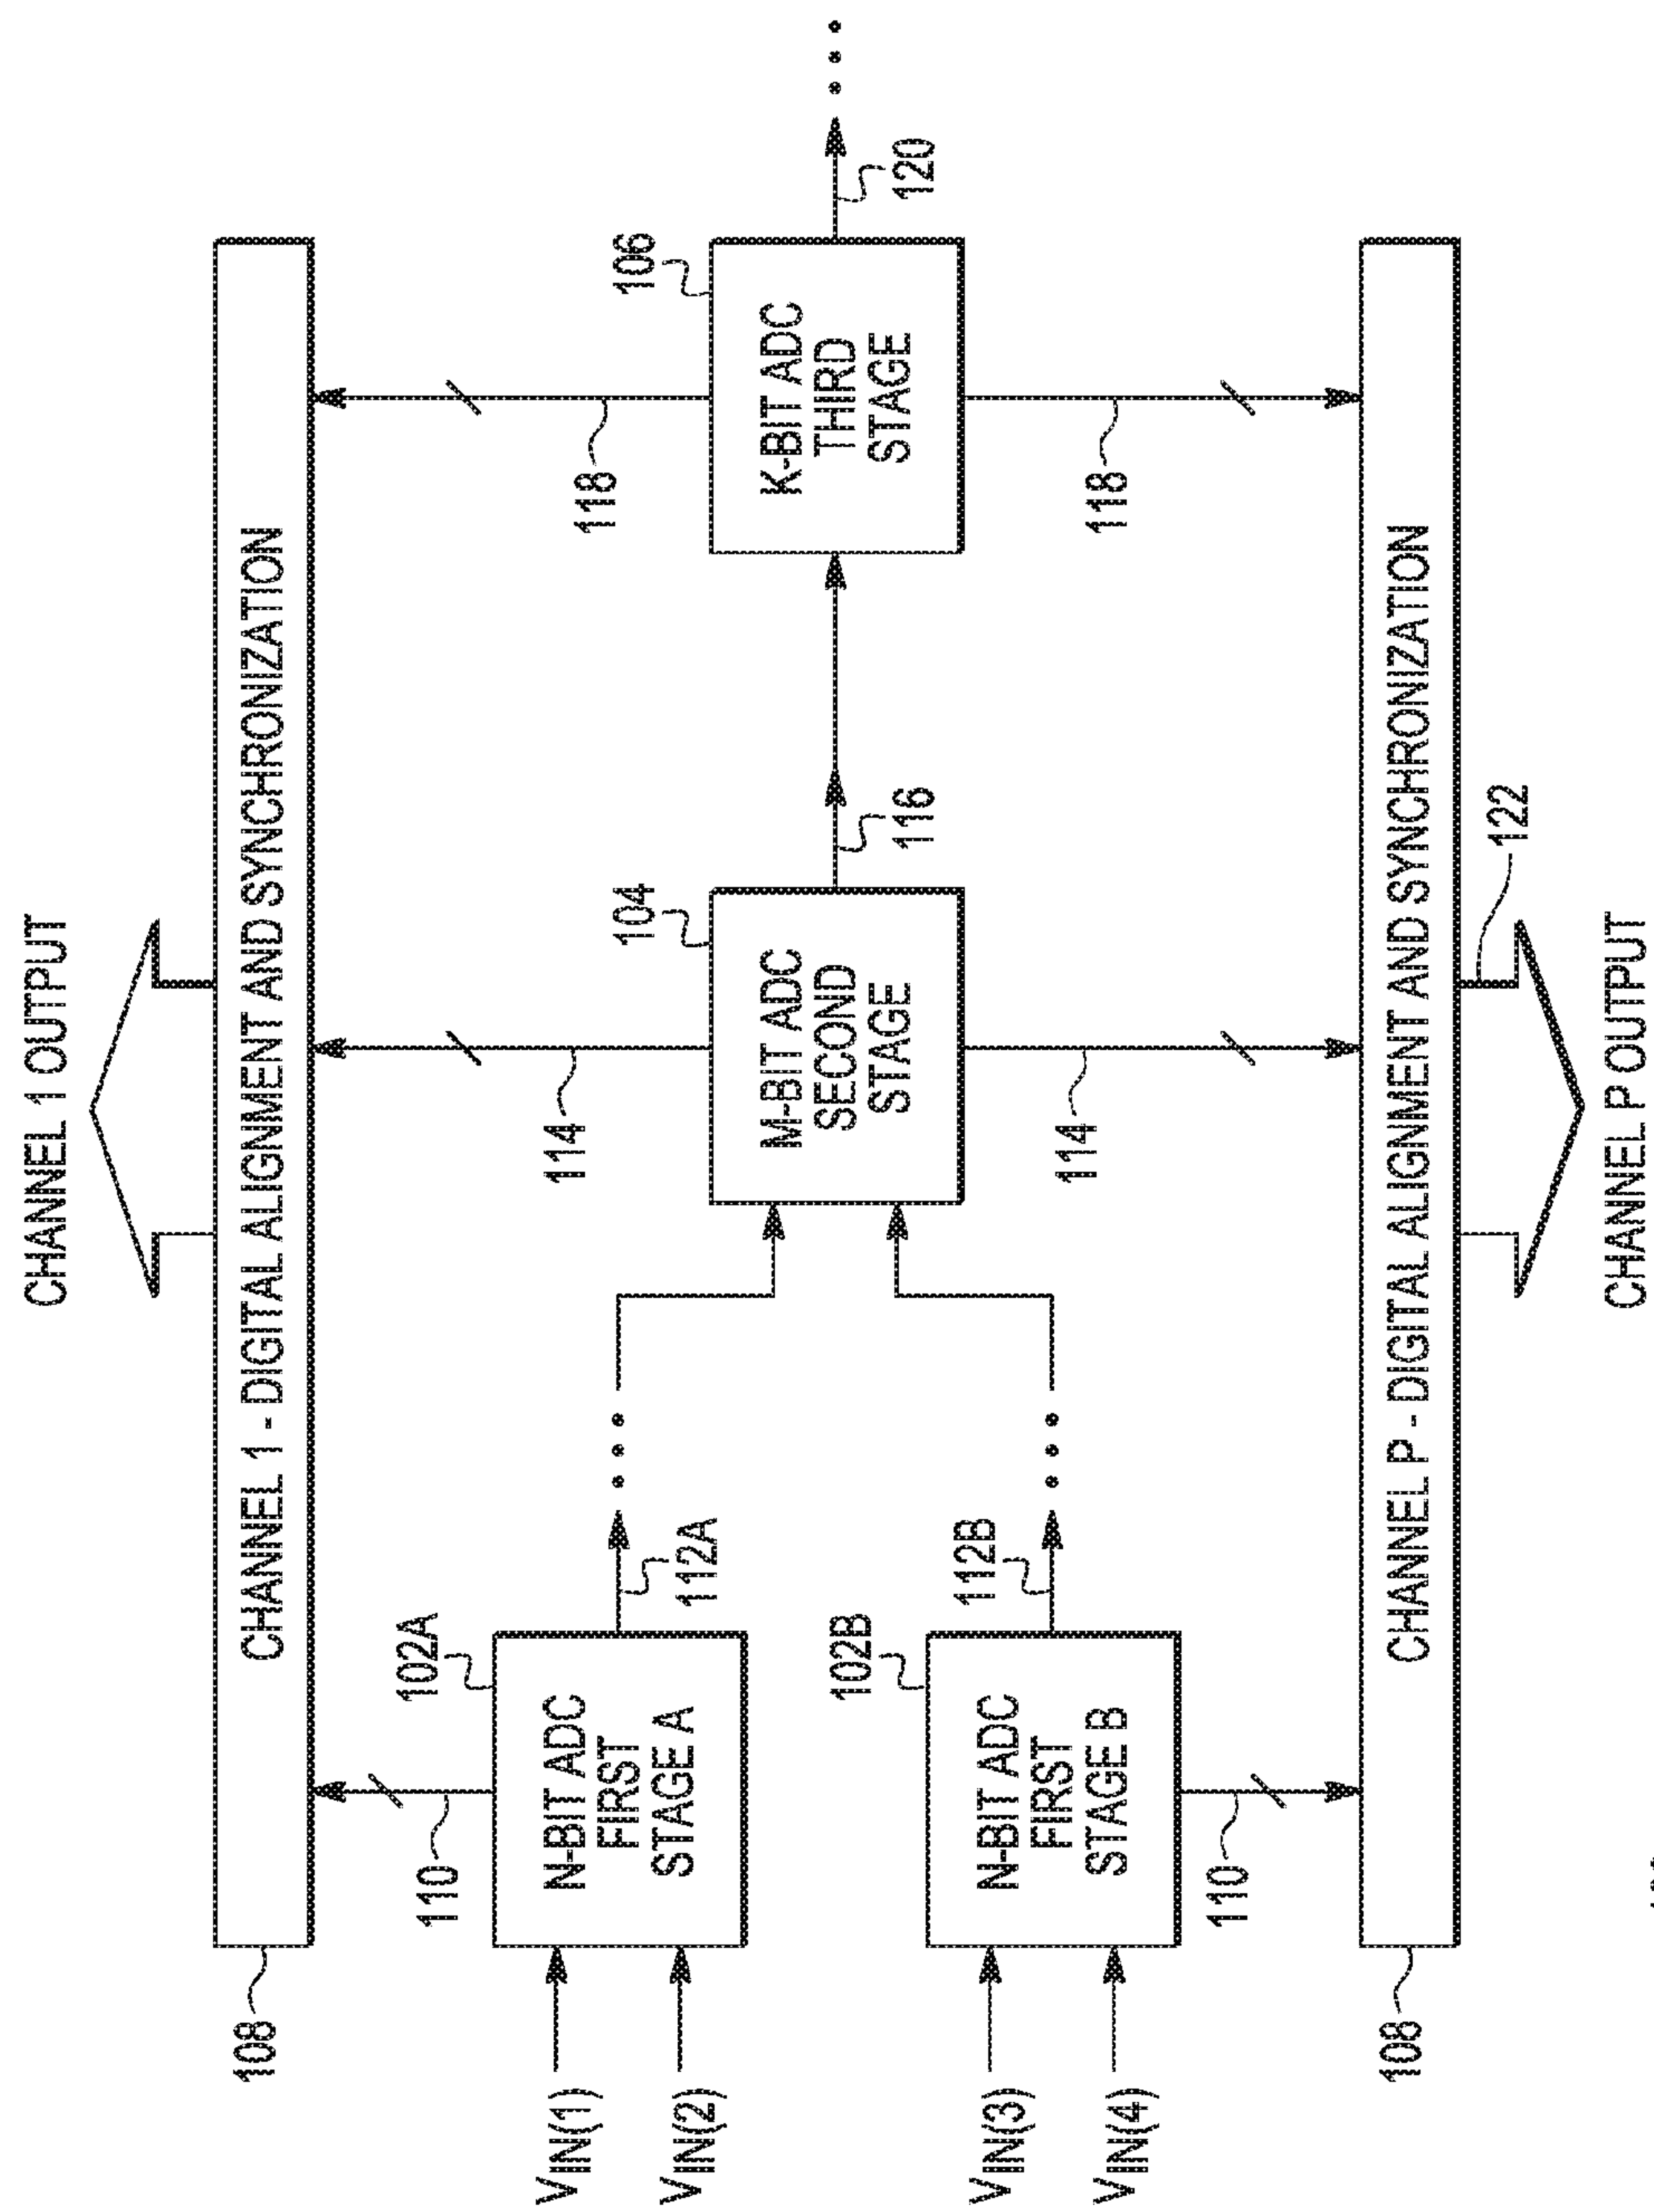 CHANNEL 1 OUTPUT
CHANNEL 1 - DIGITAL ALIGNMENT AND SYNCHRONIZATION
108
110
114
118
102A
N-BIT ADC
FIRST
STAGE A
VIN(1)
VIN(2)
112A
104
M-BIT ADC
SECOND
STAGE
116
106
K-BIT ADC
THIRD
STAGE
120
102B
N-BIT ADC
FIRST
STAGE B
VIN(3)
VIN(4)
112B
110
114
118
CHANNEL P - DIGITAL ALIGNMENT AND SYNCHRONIZATION
108
122
CHANNEL P OUTPUT